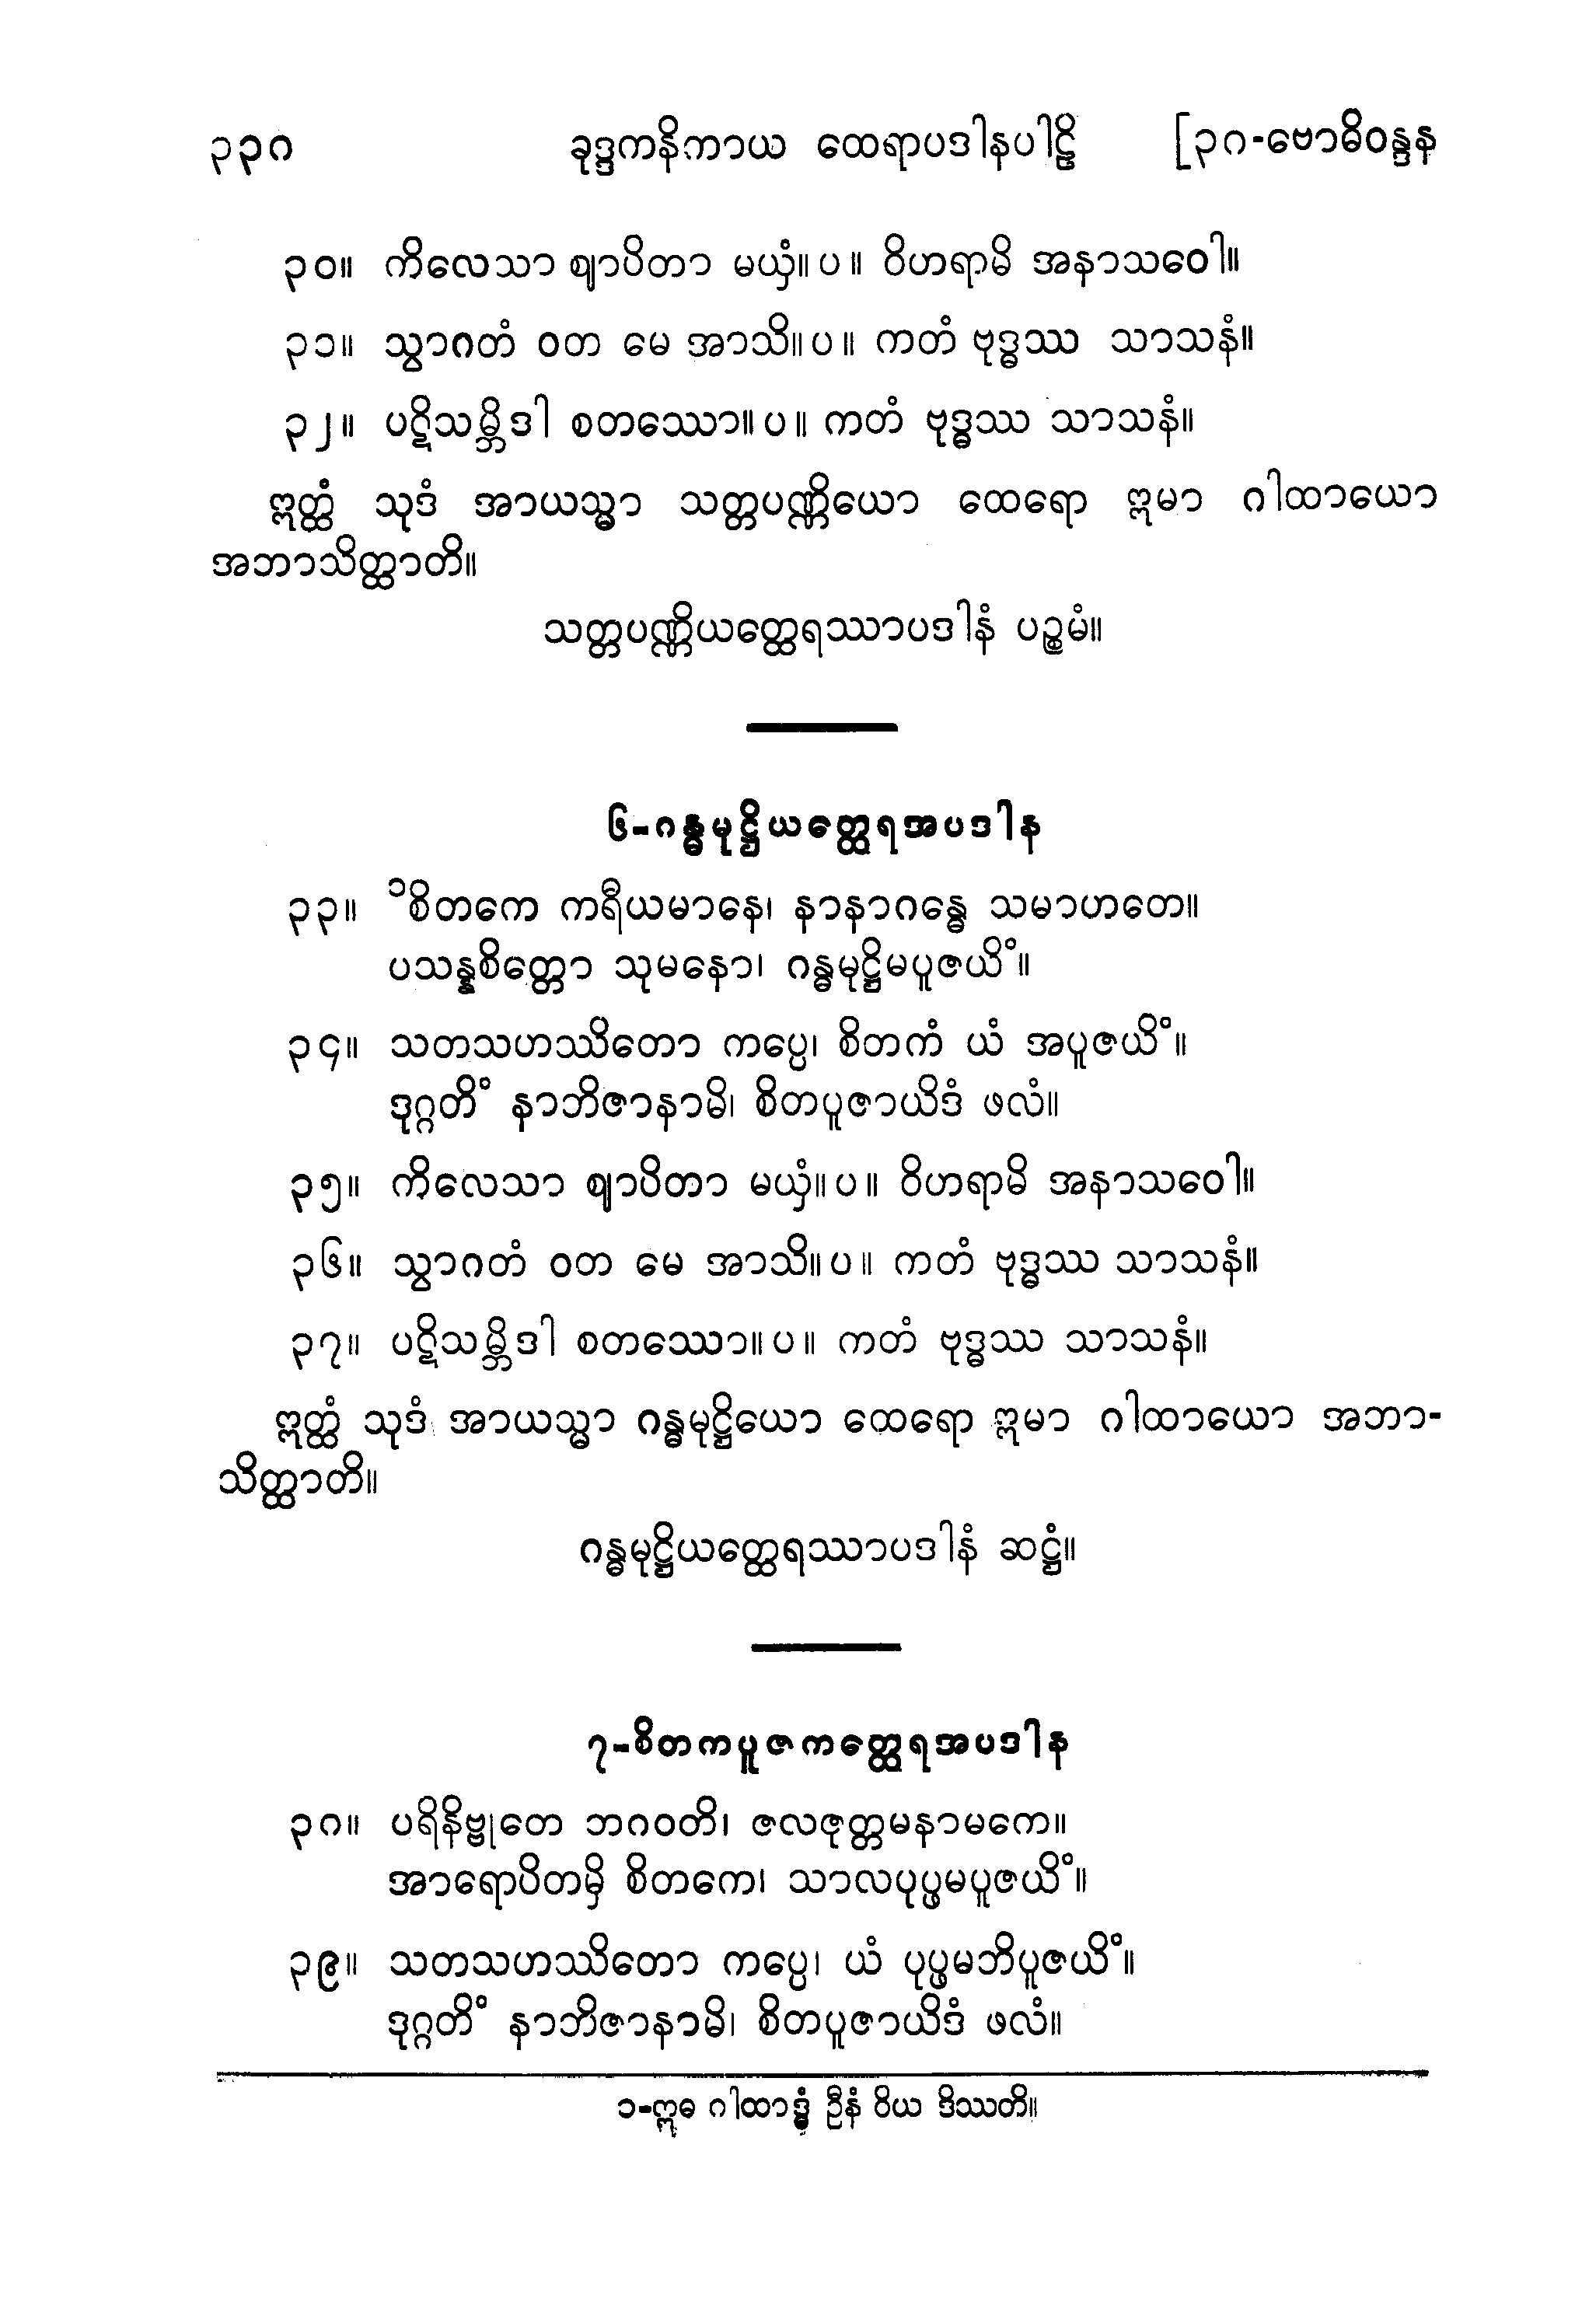 ၃၃၈ ခုဒ္ဒကနိကာယ ထေရာပဒါနပါဠိ [၃၈-ဗောဓိဝန္ဒန
၃၀။ ကိလေသာ ဈာပိတာ မယှံ။ပ။ ဝိဟရာမိ အနာသဝေါ။
၃၁။ သွာဂတံ ဝတ မေ အာသိ။ပ။ ကတံ ဗုဒ္ဓဿ သာသနံ။
၃၂။ ပဋိသမ္ဘိဒါ စတဿော။ပ။ ကတံ ဗုဒ္ဓဿ သာသနံ။
ဣတ္ထံ သုဒံ အာယသ္မာ သတ္တပဏ္ဏိယော ထေရော ဣမာ ဂါထာယော
အဘာသိတ္ထာတိ။
သတ္တပဏ္ဏိယတ္ထေရဿာပဒါနံ ပဉ္စမံ။
၆-ဂန္ဓမုဋ္ဌိယတ္ထေရအပဒါန
၃၃။ ၁စိတကေ ကရီယမာနေ၊ နာနာဂန္ဓေ သမာဟတေ။
ပသန္နစိတ္တော သုမနော၊ ဂန္ဓမုဋ္ဌိမပူဇယိံ။
၃၄။ သတသဟဿိတော ကပ္ပေ၊ စိတကံ ယံ အပူဇယိံ။
ဒုဂ္ဂတိံ နာဘိဇာနာမိ၊ စိတပူဇာယိဒံ ဖလံ။
၃၅။ ကိလေသာ ဈာပိတာ မယှံ။ပ။ ဝိဟရာမိ အနာသဝေါ။
၃၆။ သွာဂတံ ဝတ မေ အာသိ။ပ။ ကတံ ဗုဒ္ဓဿ သာသနံ။
၃၇။ ပဋိသမ္ဘိဒါ စတဿော။ပ။ ကတံ ဗုဒ္ဓဿ သာသနံ။
ဣတ္ထံ သုဒံ အာယသ္မာ ဂန္ဓမုဋ္ဌိယော ထေရော ဣမာ ဂါထာယော အဘာ-
သိတ္ထာတိ။
ဂန္ဓမုဋ္ဌိယတ္ထေရဿာပဒါနံ ဆဋ္ဌံ။
၇-စိတကပူဇကတ္ထေရအပဒါန
၃၈။ ပရိနိဗ္ဗုတေ ဘဂဝတိ၊ ဇလဇုတ္တမနာမကေ။
အာရောပိတမှိ စိတကေ၊ သာလပုပ္ဖမပူဇယိံ။
၃၉။ သတသဟဿိတော ကပ္ပေ၊ ယံ ပုပ္ဖမဘိပူဇယိံ။
ဒုဂ္ဂတိံ နာဘိဇာနာမိ၊ စိတပူဇာယိဒံ ဖလံ။
၁-ဣဓ ဂါထာဒ္ဓံ ဦနံ ဝိယ ဒိဿတိ။